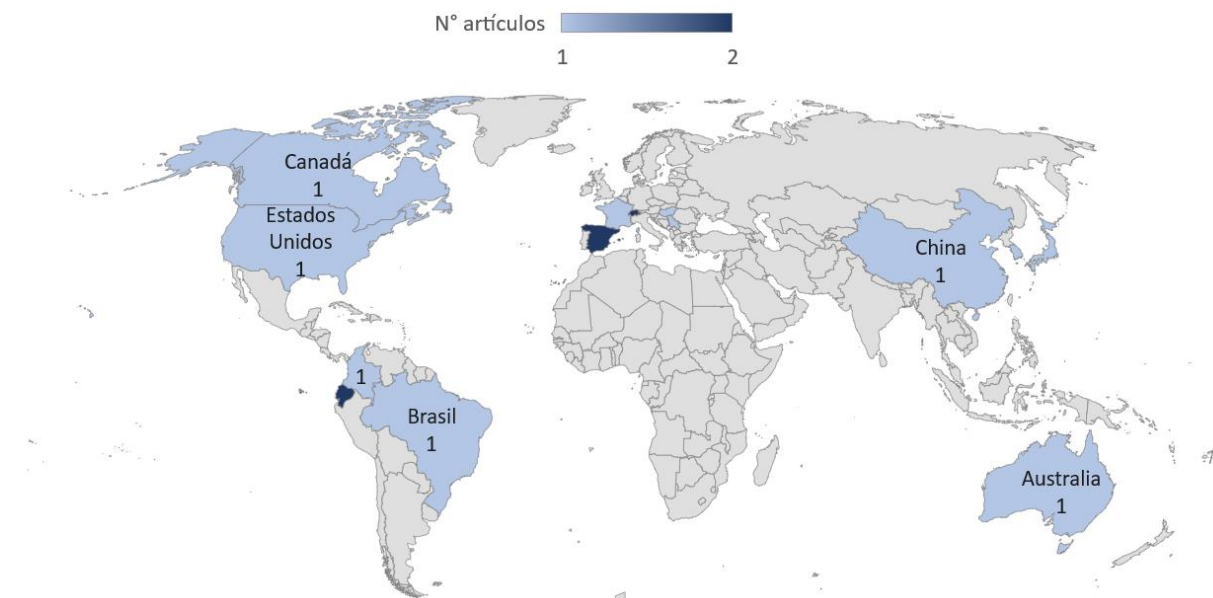 N° artículos
1 2
Canadá
1
Estados
Unidos
1
China
1
1
Brasil
1
Australia
1